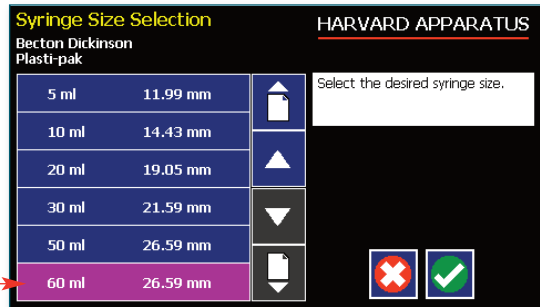 Syringe Size Selection
HARVARD APPARATUS
Becton Dickinson
Plasti-pak
Select the desired syringe size.
5 ml 11.99 mm
10 ml 14.43 mm
20 ml 19.05 mm
30 ml 21.59 mm
50 ml 26.59 mm
60 ml 26.59 mm